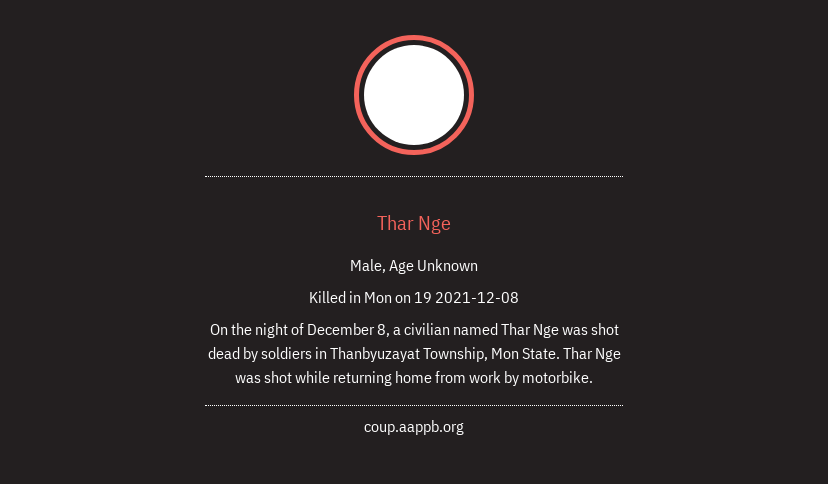 Thar Nge
Male, Age Unknown
Killed in Mon on 19 2021-12-08
On the night of December 8, a civilian named Thar Nge was shot
dead by soldiers in Thanbyuzayat Township, Mon State. Thar Nge
was shot while returning home from work by motorbike.
coup.aappb.org